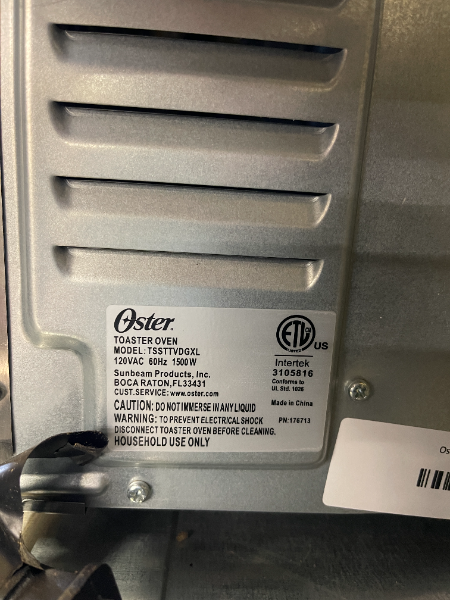 Oster
TOASTER OVEN
MODEL: TSSTTVDGXL
120VAC 60Hz 1500W
Sunbeam Products, Inc.
BOCA RATON, FL33431
CUST.SERVICE: www.oster.com
CAUTION: DO NOT IMMERSE IN ANY LIQUID
WARNING: TO PREVENT ELECTRICAL SHOCK
DISCONNECT TOASTER OVEN BEFORE CLEANING.
HOUSEHOLD USE ONLY
ETL
US
Intertek
3105816
Conforms to
UL Std. 1026
Made in China
PN:176713
Os